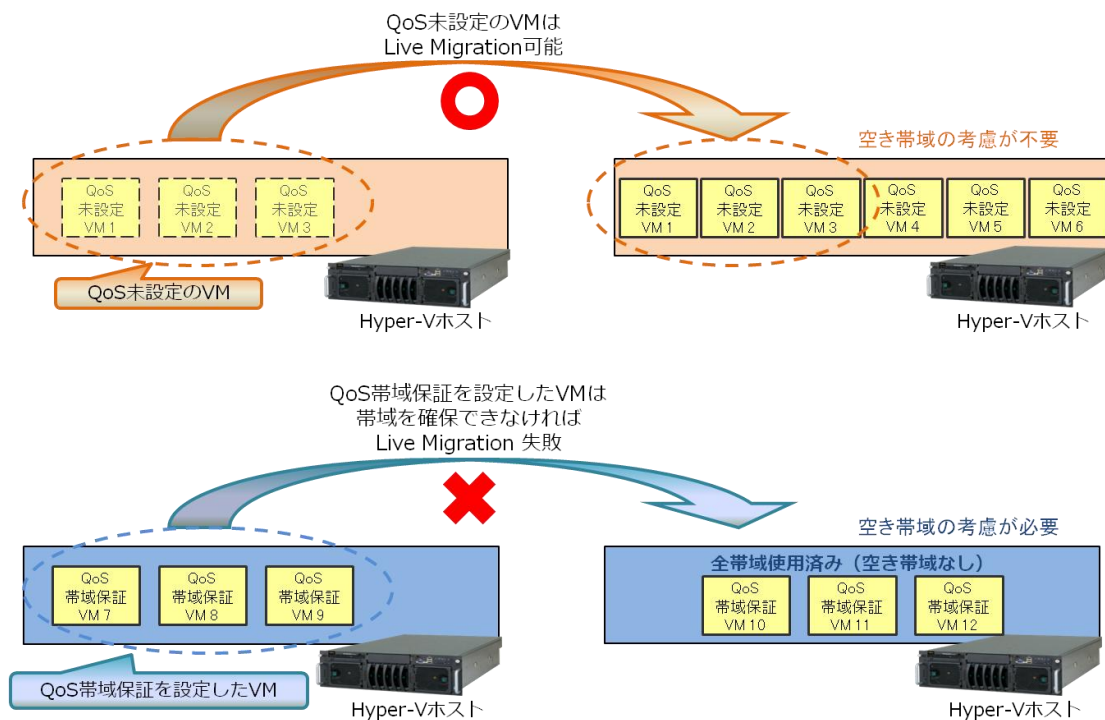 QoS未設定のVMは
Live Migration可能
空き帯域の考慮が不要
QoS
未設定
VM 1
QoS
未設定
VM 2
QoS
未設定
VM 3
QoS
未設定
VM 1
QoS
未設定
VM 2
QoS
未設定
VM 3
QoS
未設定
VM 4
QoS
未設定
VM 5
QoS
未設定
VM 6
QoS未設定のVM
Hyper-Vホスト
Hyper-Vホスト
QoS帯域保証を設定したVMは
帯域を確保できなければ
Live Migration 失敗
空き帯域の考慮が必要
QoS
帯域保証
VM 7
QoS
帯域保証
VM 8
QoS
帯域保証
VM 9
全帯域使用済み（空き帯域なし）
QoS
帯域保証
VM 10
QoS
帯域保証
VM 11
QoS
帯域保証
VM 12
QoS帯域保証を設定したVM
Hyper-Vホスト
Hyper-Vホスト